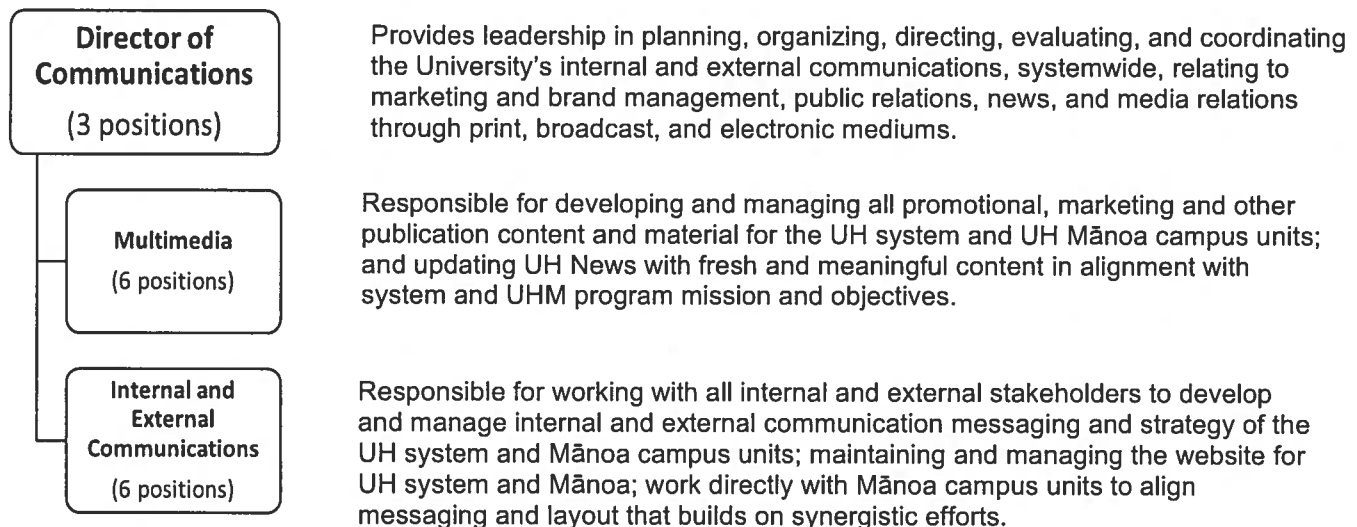 Director of
Communications
(3 positions)
Provides leadership in planning, organizing, directing, evaluating, and coordinating
the University's internal and external communications, systemwide, relating to
marketing and brand management, public relations, news, and media relations
through print, broadcast, and electronic mediums.
Multimedia
(6 positions)
Responsible for developing and managing all promotional, marketing and other
publication content and material for the UH system and UH Mānoa campus units;
and updating UH News with fresh and meaningful content in alignment with
system and UHM program mission and objectives.
Internal and
External
Communications
(6 positions)
Responsible for working with all internal and external stakeholders to develop
and manage internal and external communication messaging and strategy of the
UH system and Mānoa campus units; maintaining and managing the website for
UH system and Mānoa; work directly with Mānoa campus units to align
messaging and layout that builds on synergistic efforts.